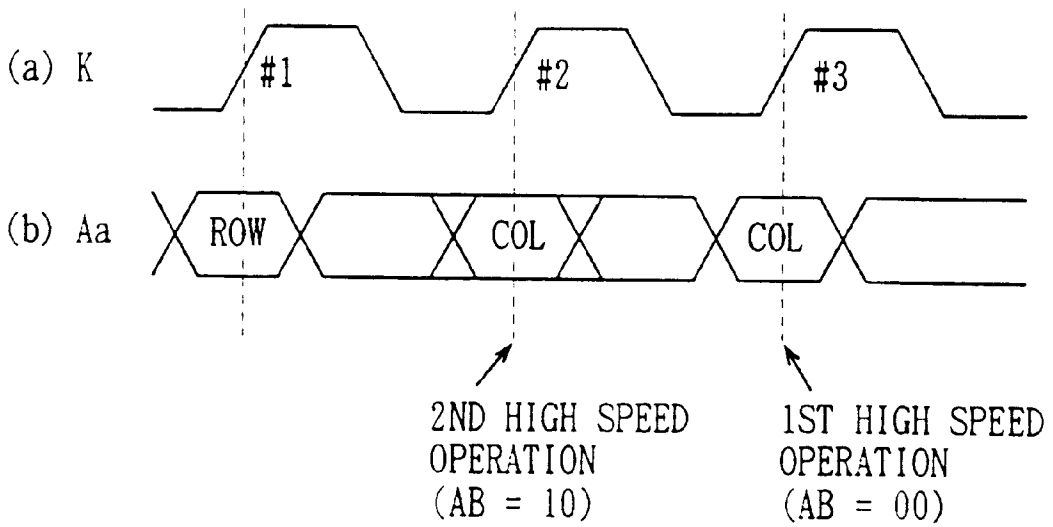 (a) K
#1
#2
#3
(b) Aa
ROW
COL
COL
2ND HIGH SPEED
OPERATION
(AB = 10)
1ST HIGH SPEED
OPERATION
(AB = 00)